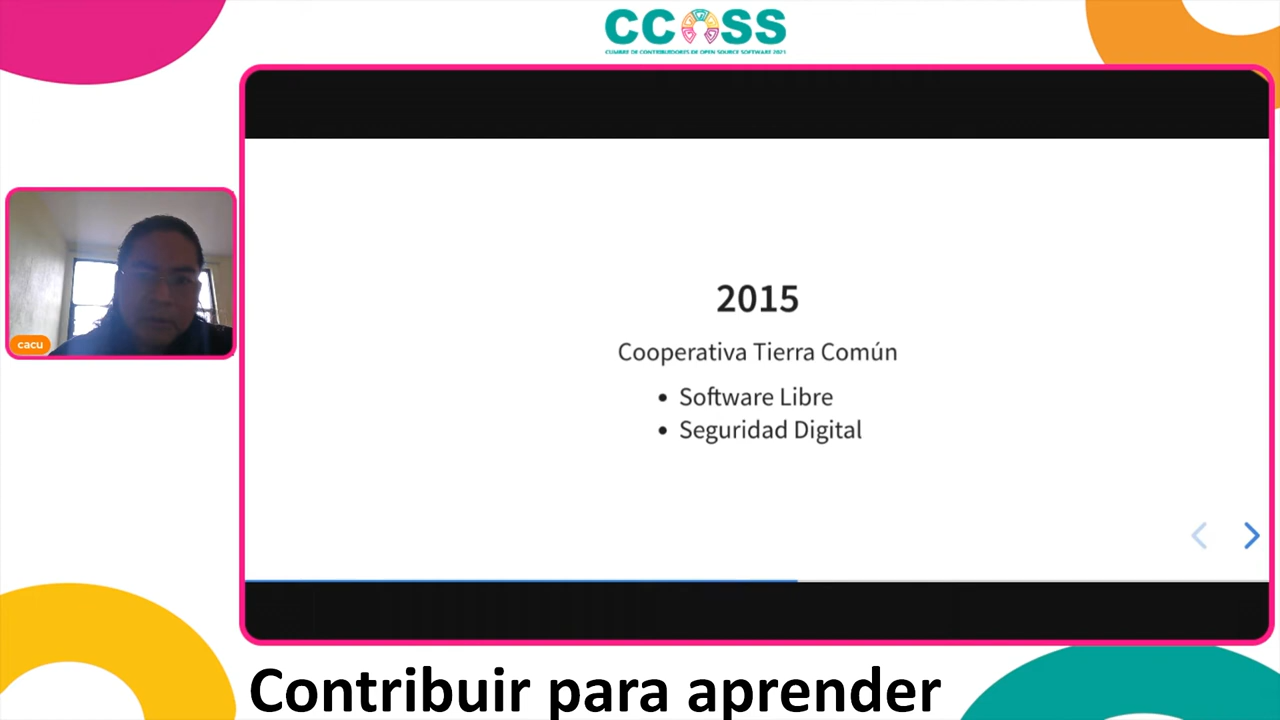 CCOSS
CUMBRE DE CONTRIBUIDORES DE OPEN SOURCE SOFTWARE 2021
2015
Cooperativa Tierra Común
• Software Libre
• Seguridad Digital
cacu
Contribuir para aprender